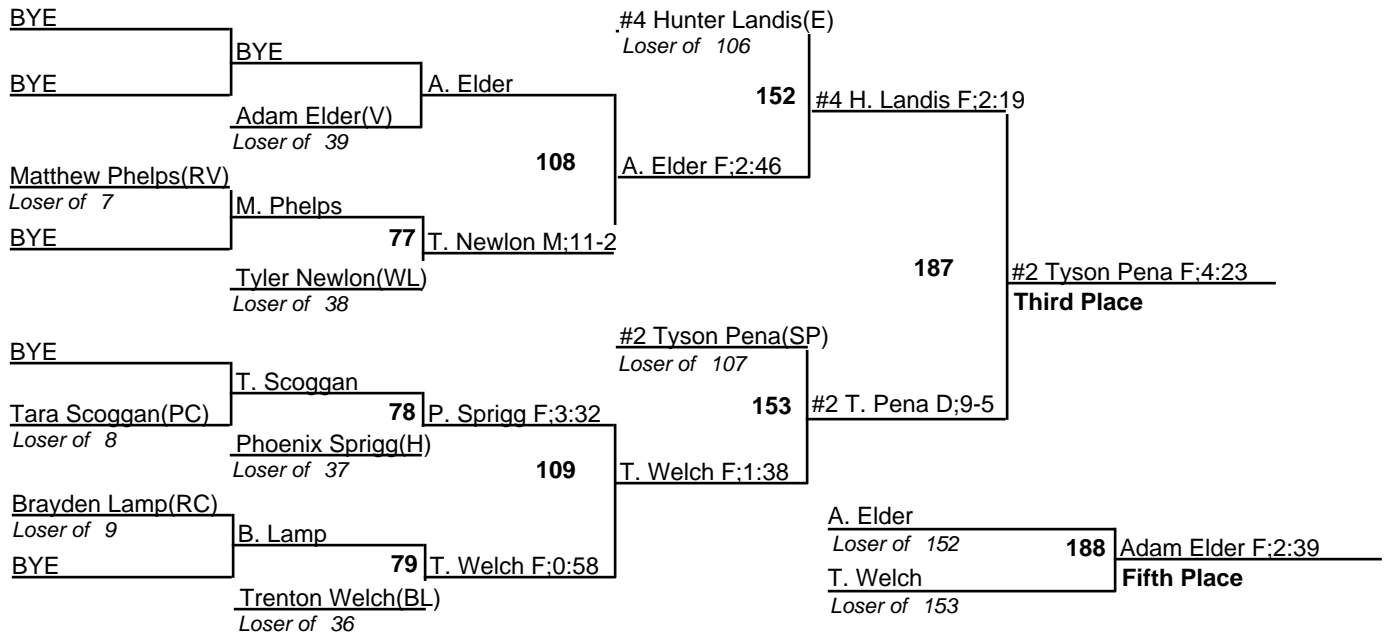 BYE
BYE
BYE
Adam Elder(V)
Loser of 39
A. Elder
Matthew Phelps(RV)
Loser of 7
BYE
M. Phelps
77
Tyler Newlon(WL)
Loser of 38
T. Newlon M;11-2
108
#4 Hunter Landis(E)
Loser of 106
A. Elder F;2:46
152
#4 H. Landis F;2:19
BYE
Tara Scoggan(PC)
Loser of 8
T. Scoggan
78
Phoenix Sprigg(H)
Loser of 37
P. Sprigg F;3:32
Brayden Lamp(RC)
Loser of 9
BYE
B. Lamp
79
Trenton Welch(BL)
Loser of 36
T. Welch F;0:58
109
#2 Tyson Pena(SP)
Loser of 107
T. Welch F;1:38
153
#2 T. Pena D;9-5
187
#2 Tyson Pena F;4:23
Third Place
A. Elder
Loser of 152
T. Welch
Loser of 153
188
Adam Elder F;2:39
Fifth Place